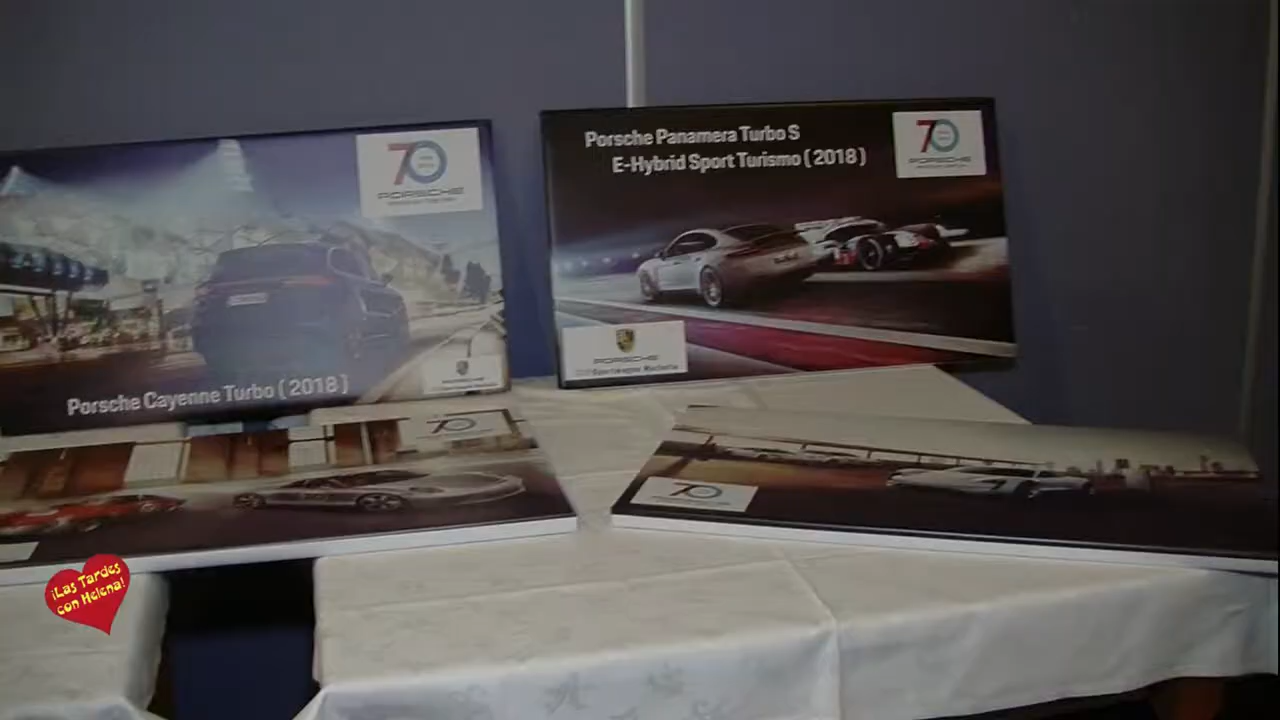 70
PORSCHE
Porsche Cayenne Turbo ( 2018 )
PORSCHE
Porsche Panamera Turbo S
E-Hybrid Sport Turismo ( 2018 )
70
PORSCHE
PORSCHE
70
70
¡Las Tardes
con Helena!